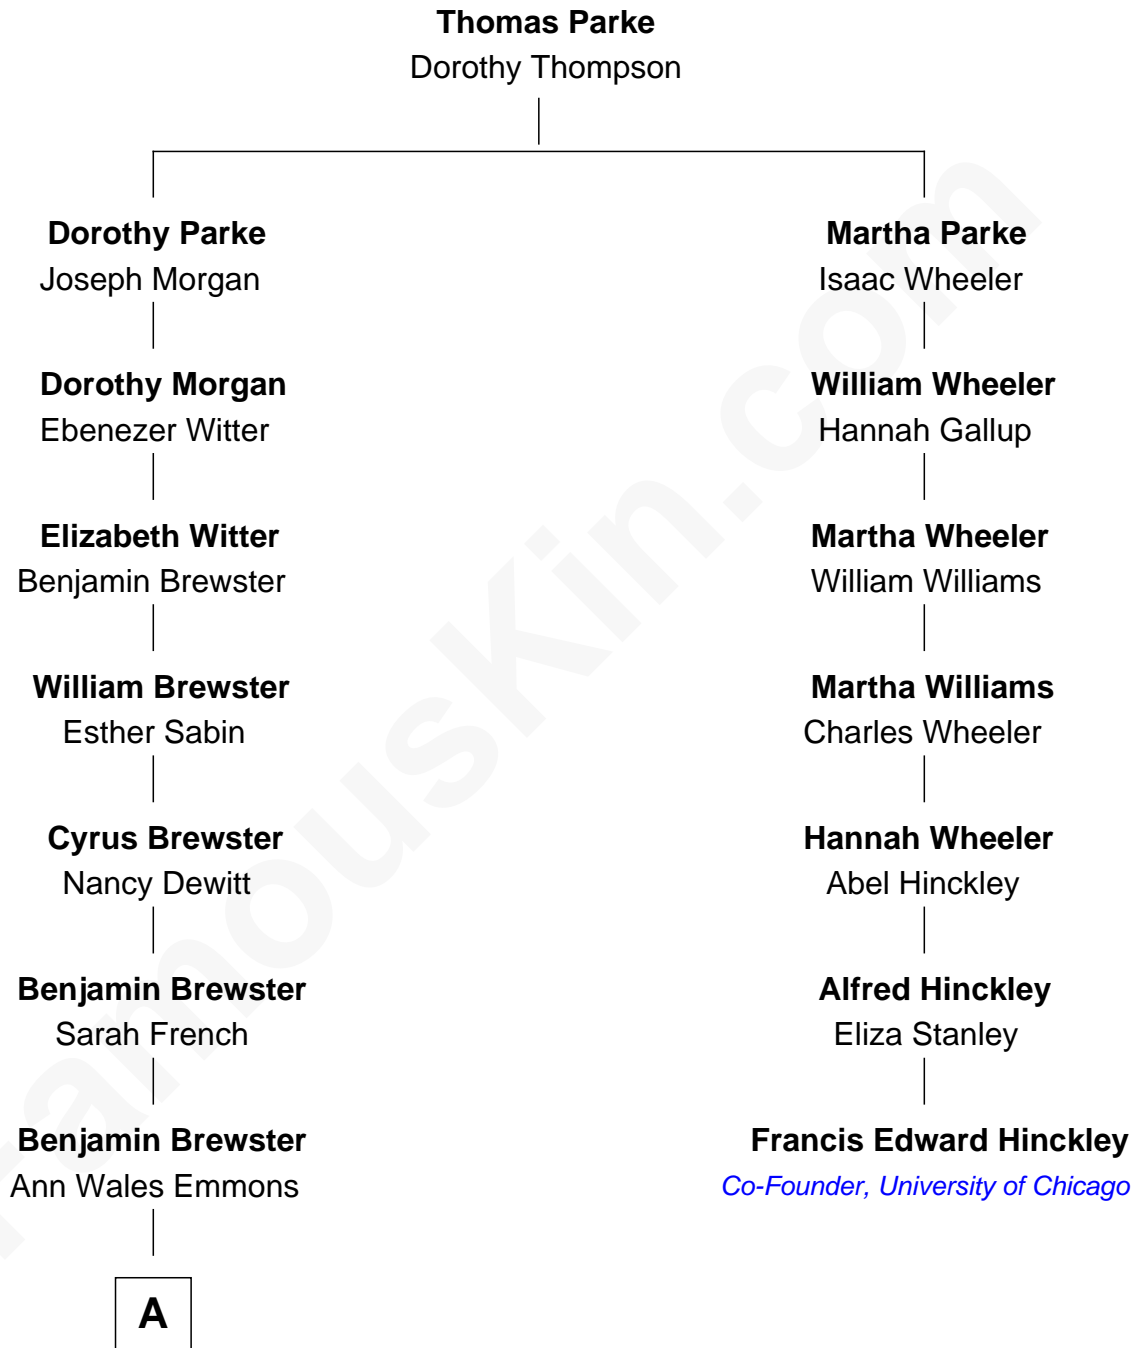 Thomas Parke
Dorothy Thompson
Dorothy Parke
Joseph Morgan
Martha Parke
Isaac Wheeler
Dorothy Morgan
Ebenezer Witter
William Wheeler
Hannah Gallup
Elizabeth Witter
Benjamin Brewster
Martha Wheeler
William Williams
William Brewster
Esther Sabin
Martha Williams
Charles Wheeler
Cyrus Brewster
Nancy Dewitt
Hannah Wheeler
Abel Hinckley
Benjamin Brewster
Sarah French
Alfred Hinckley
Eliza Stanley
Benjamin Brewster
Ann Wales Emmons
Francis Edward Hinckley
Co-Founder, University of Chicago
A
FamousKin.com